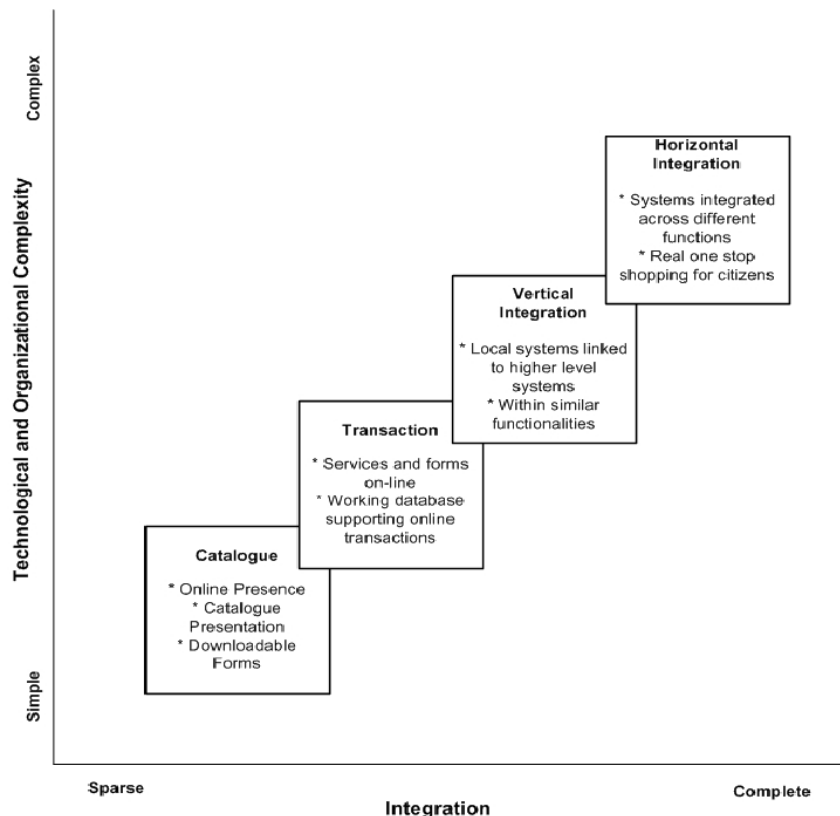 Complex
Technological and Organizational Complexity
Simple
Horizontal
Integration
* Systems integrated
across different
functions
* Real one stop
shopping for citizens
Vertical
Integration
* Local systems linked
to higher level
systems
* Within similar
functionalities
Transaction
* Services and forms
on-line
* Working database
supporting online
transactions
Catalogue
* Online Presence
* Catalogue
Presentation
* Downloadable
Forms
Sparse
Complete
Integration